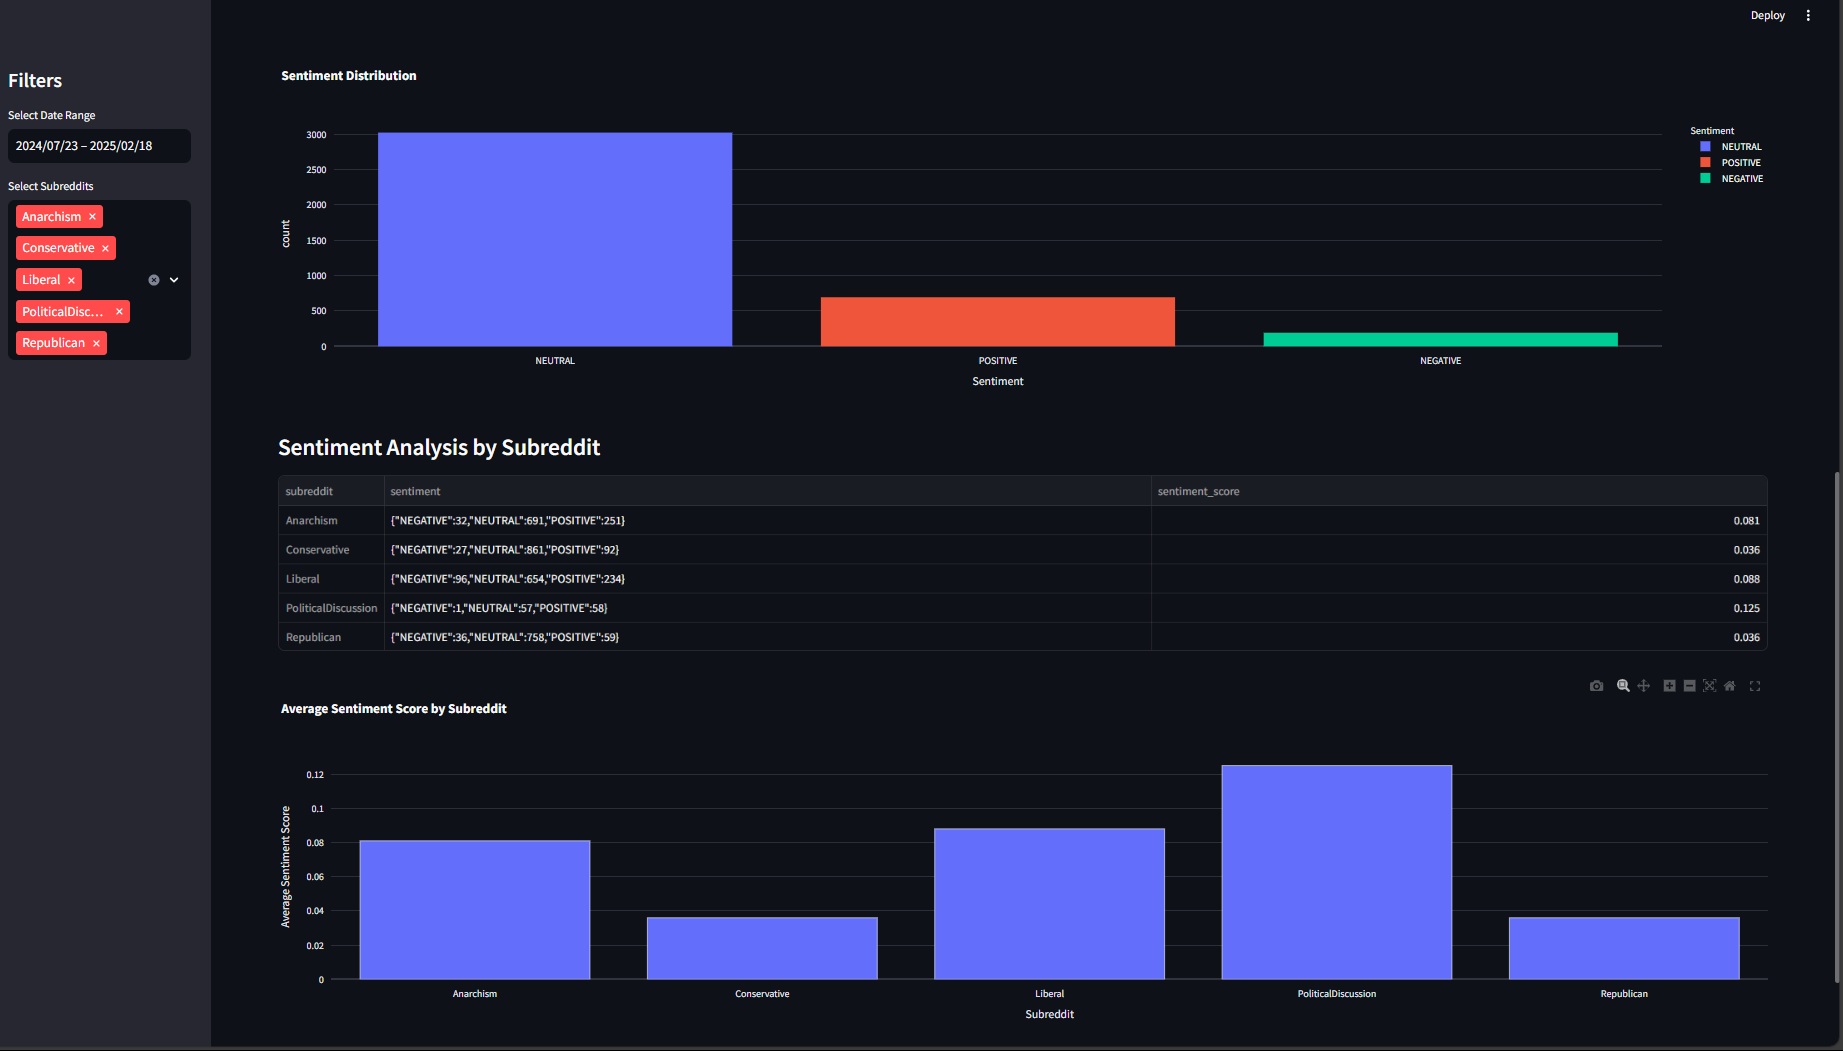 Deploy
Filters
Select Date Range
2024/07/23 – 2025/02/18
Select Subreddits
Anarchism ×
Conservative ×
Liberal ×
PoliticalDisc... ×
Republican ×
Sentiment Distribution
3000
2500
2000
1500
1000
500
0
count
NEUTRAL
POSITIVE
NEGATIVE
Sentiment
Sentiment
NEUTRAL
POSITIVE
NEGATIVE
Sentiment Analysis by Subreddit
subreddit sentiment sentiment_score
Anarchism {"NEGATIVE":32,"NEUTRAL":691,"POSITIVE":251} 0.081
Conservative {"NEGATIVE":27,"NEUTRAL":861,"POSITIVE":92} 0.036
Liberal {"NEGATIVE":96,"NEUTRAL":654,"POSITIVE":234} 0.088
PoliticalDiscussion {"NEGATIVE":1,"NEUTRAL":57,"POSITIVE":58} 0.125
Republican {"NEGATIVE":36,"NEUTRAL":758,"POSITIVE":59} 0.036
Average Sentiment Score by Subreddit
0.12
0.1
0.08
0.06
0.04
0.02
0
Average Sentiment Score
Anarchism
Conservative
Liberal
PoliticalDiscussion
Republican
Subreddit